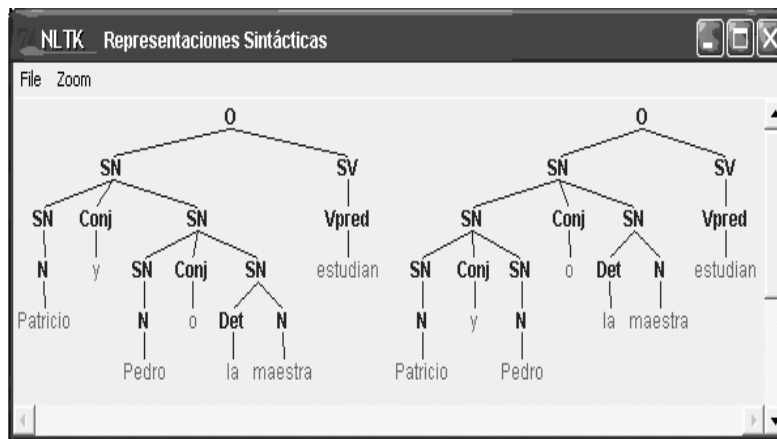 NLTK Representaciones Sintácticas
File Zoom
O O
SN SV SN SV
SN Conj SN Vpred SN Conj SN Vpred
N y SN Conj SN estudian SN Conj SN o Det N estudian
Patricio N o Det N N y N la maestra
Pedro la maestra Patricio Pedro